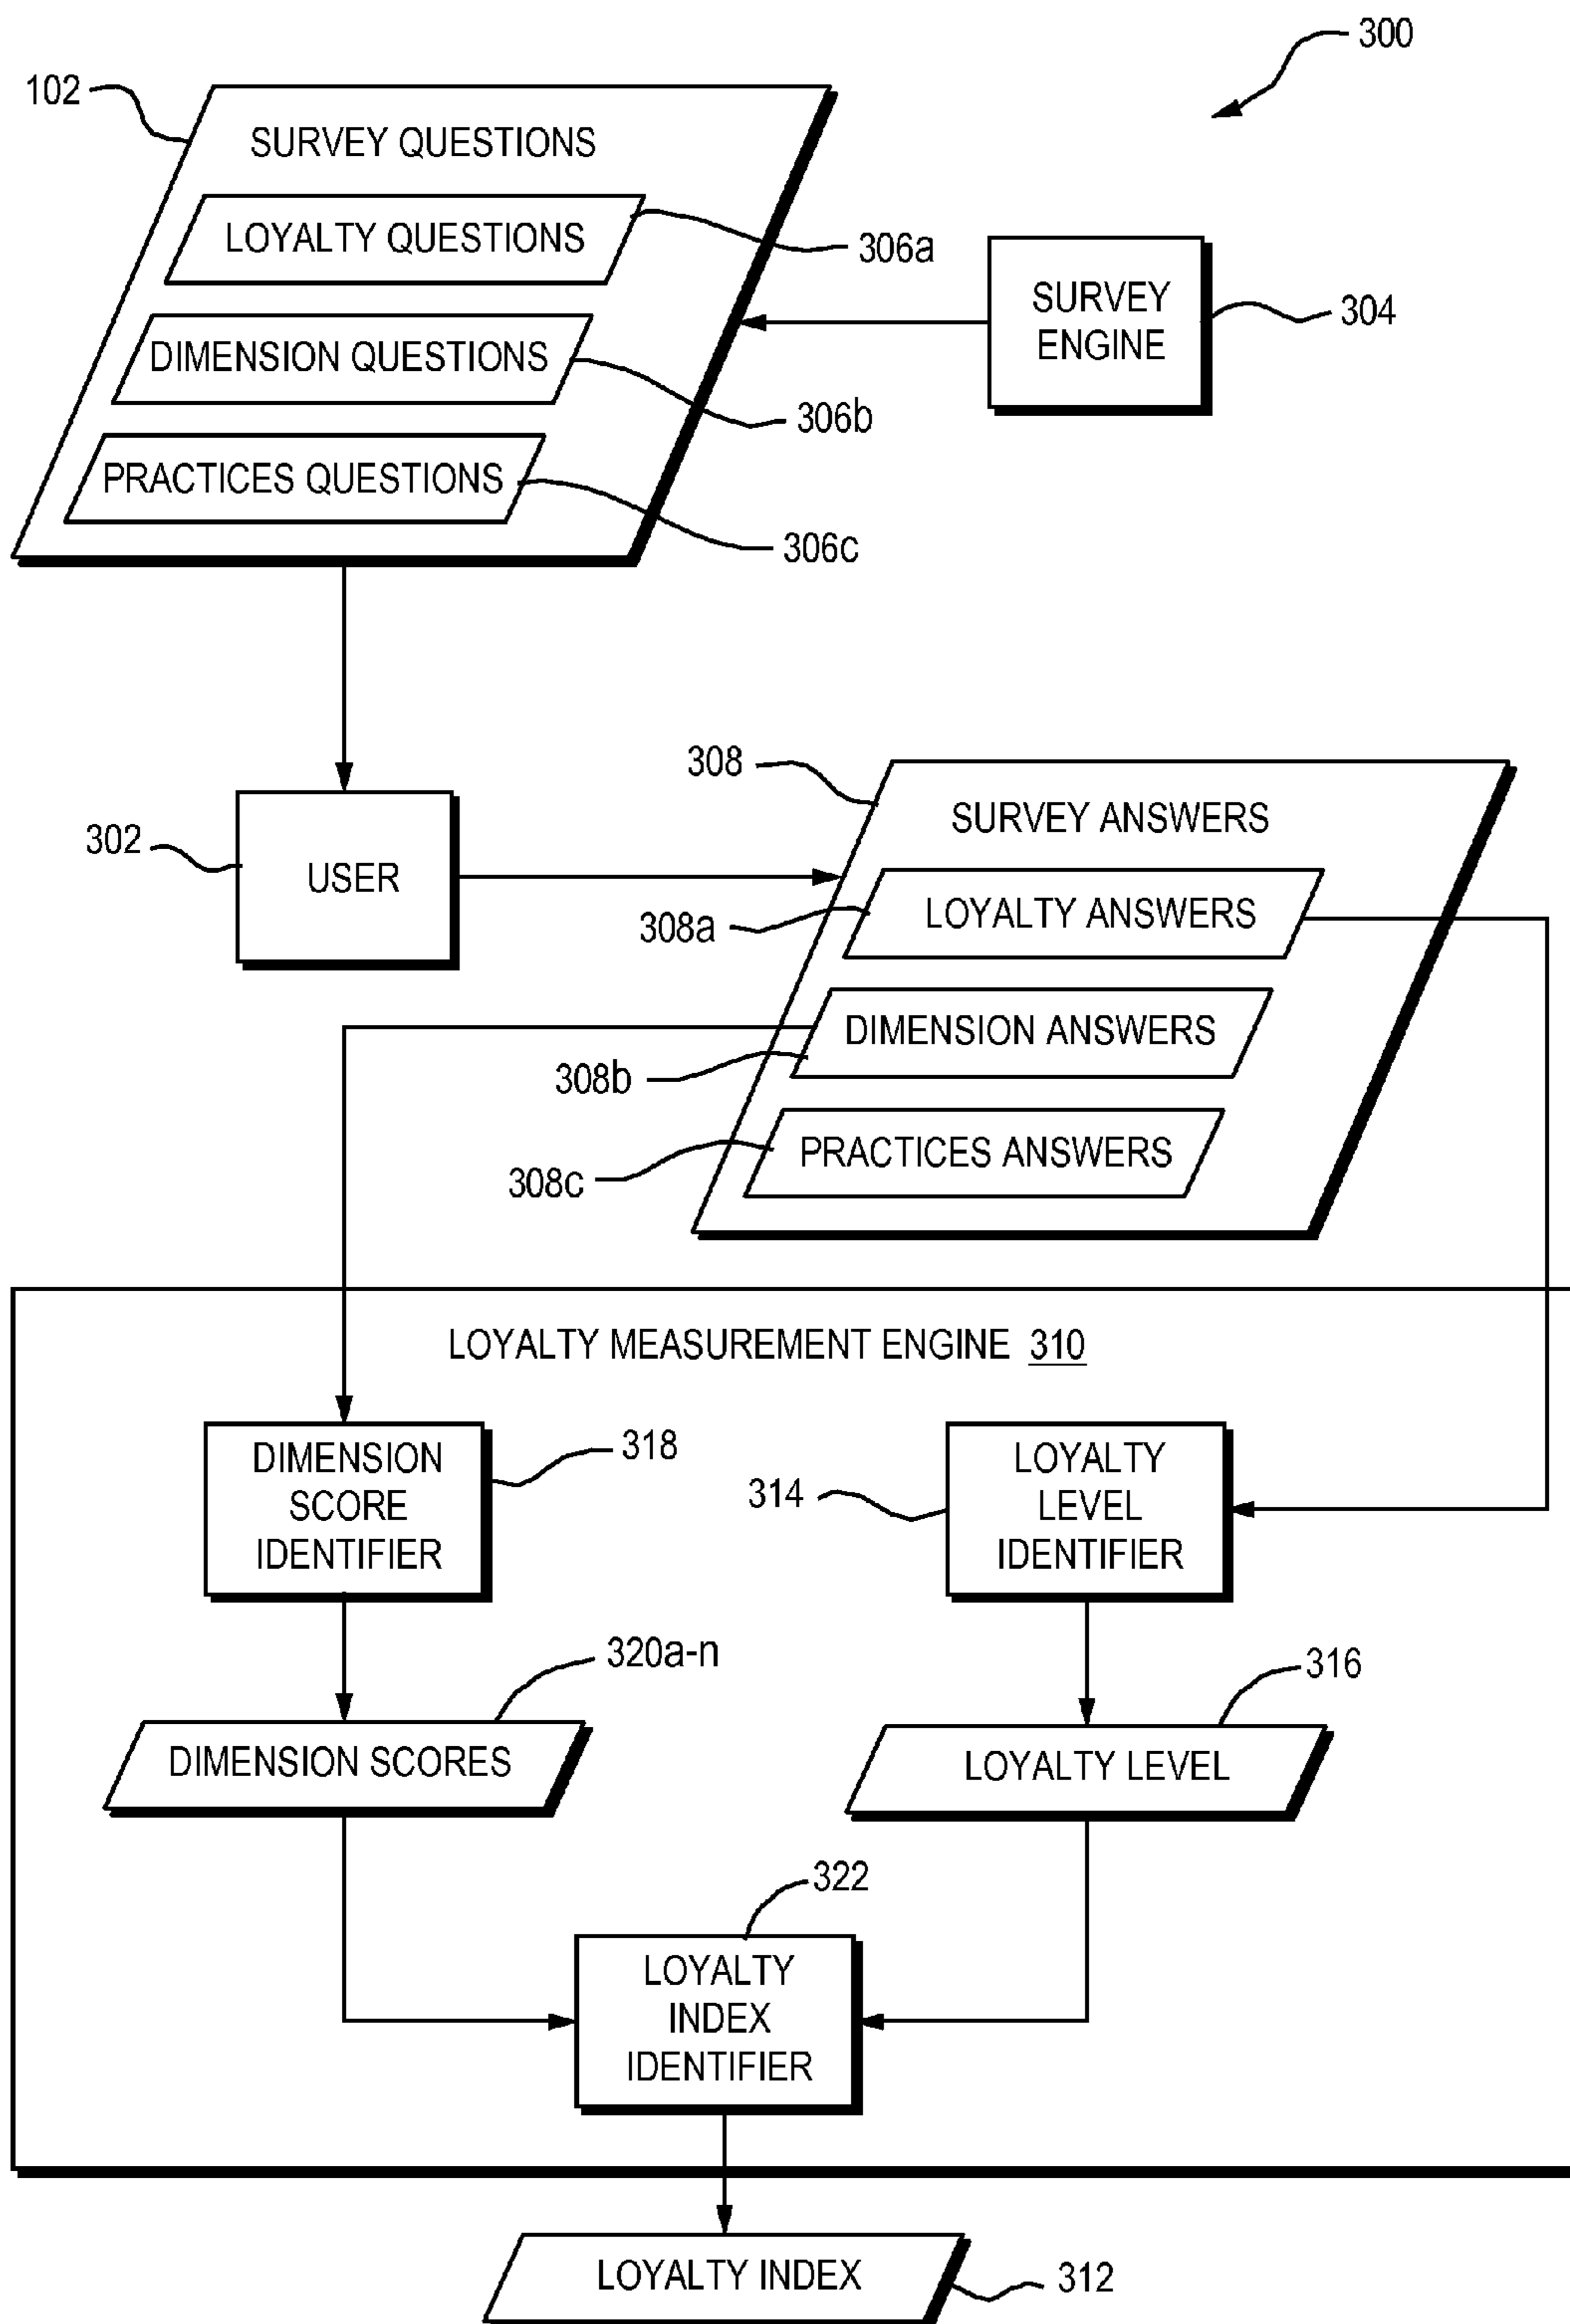 300
102
SURVEY QUESTIONS
LOYALTY QUESTIONS
306a
DIMENSION QUESTIONS
306b
PRACTICES QUESTIONS
306c
SURVEY
ENGINE
304
302
USER
308
SURVEY ANSWERS
308a
LOYALTY ANSWERS
308b
DIMENSION ANSWERS
308c
PRACTICES ANSWERS
LOYALTY MEASUREMENT ENGINE 310
DIMENSION
SCORE
IDENTIFIER
318
314
LOYALTY
LEVEL
IDENTIFIER
320a-n
DIMENSION SCORES
316
LOYALTY LEVEL
322
LOYALTY
INDEX
IDENTIFIER
LOYALTY INDEX
312